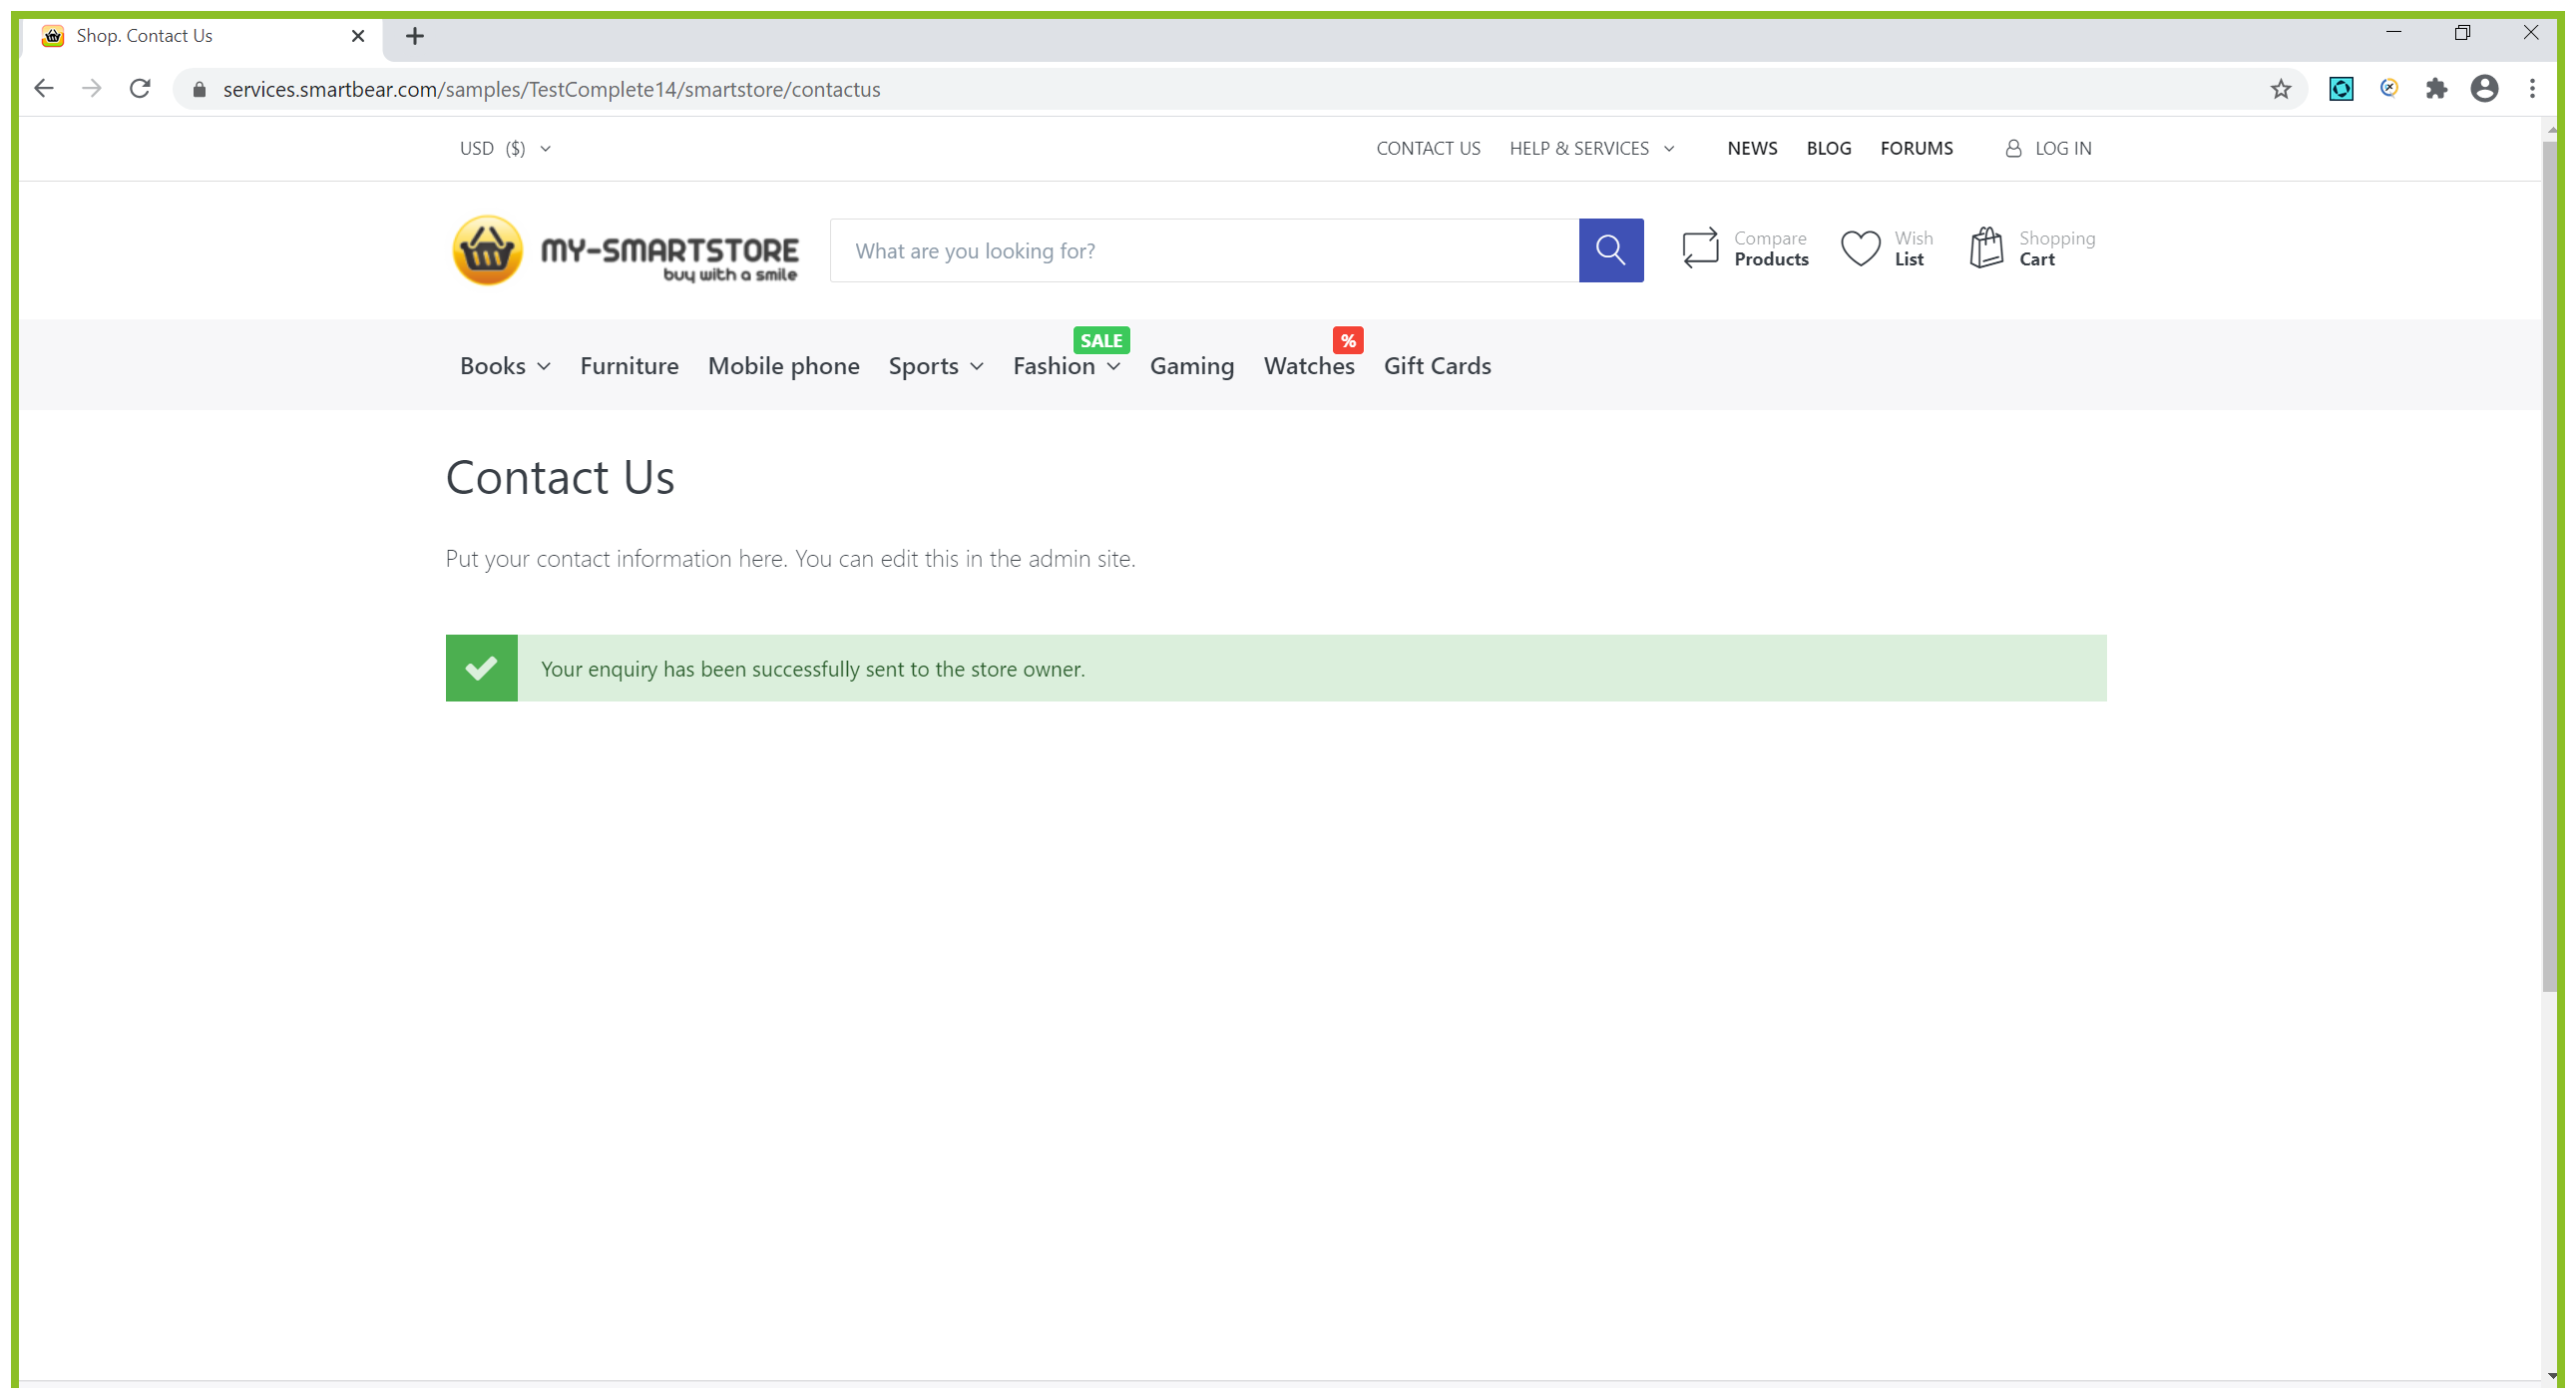 Shop. Contact Us
services.smartbear.com/samples/TestComplete14/smartstore/contactus
USD ($)
CONTACT US HELP & SERVICES NEWS BLOG FORUMS LOG IN
MY-SMARTSTORE
buy with a smile
What are you looking for?
Compare
Products
Wish
List
Shopping
Cart
SALE %
Books Furniture Mobile phone Sports Fashion Gaming Watches Gift Cards
Contact Us
Put your contact information here. You can edit this in the admin site.
Your enquiry has been successfully sent to the store owner.